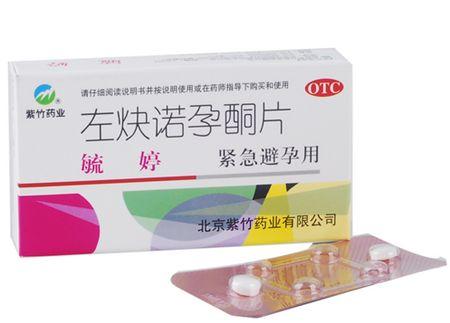 请仔细阅读说明书并按说明使用或在药师指导下购买和使用
OTC
紫竹药业
左炔诺孕酮片
毓婷 紧急避孕用
北京紫竹药业有限公司